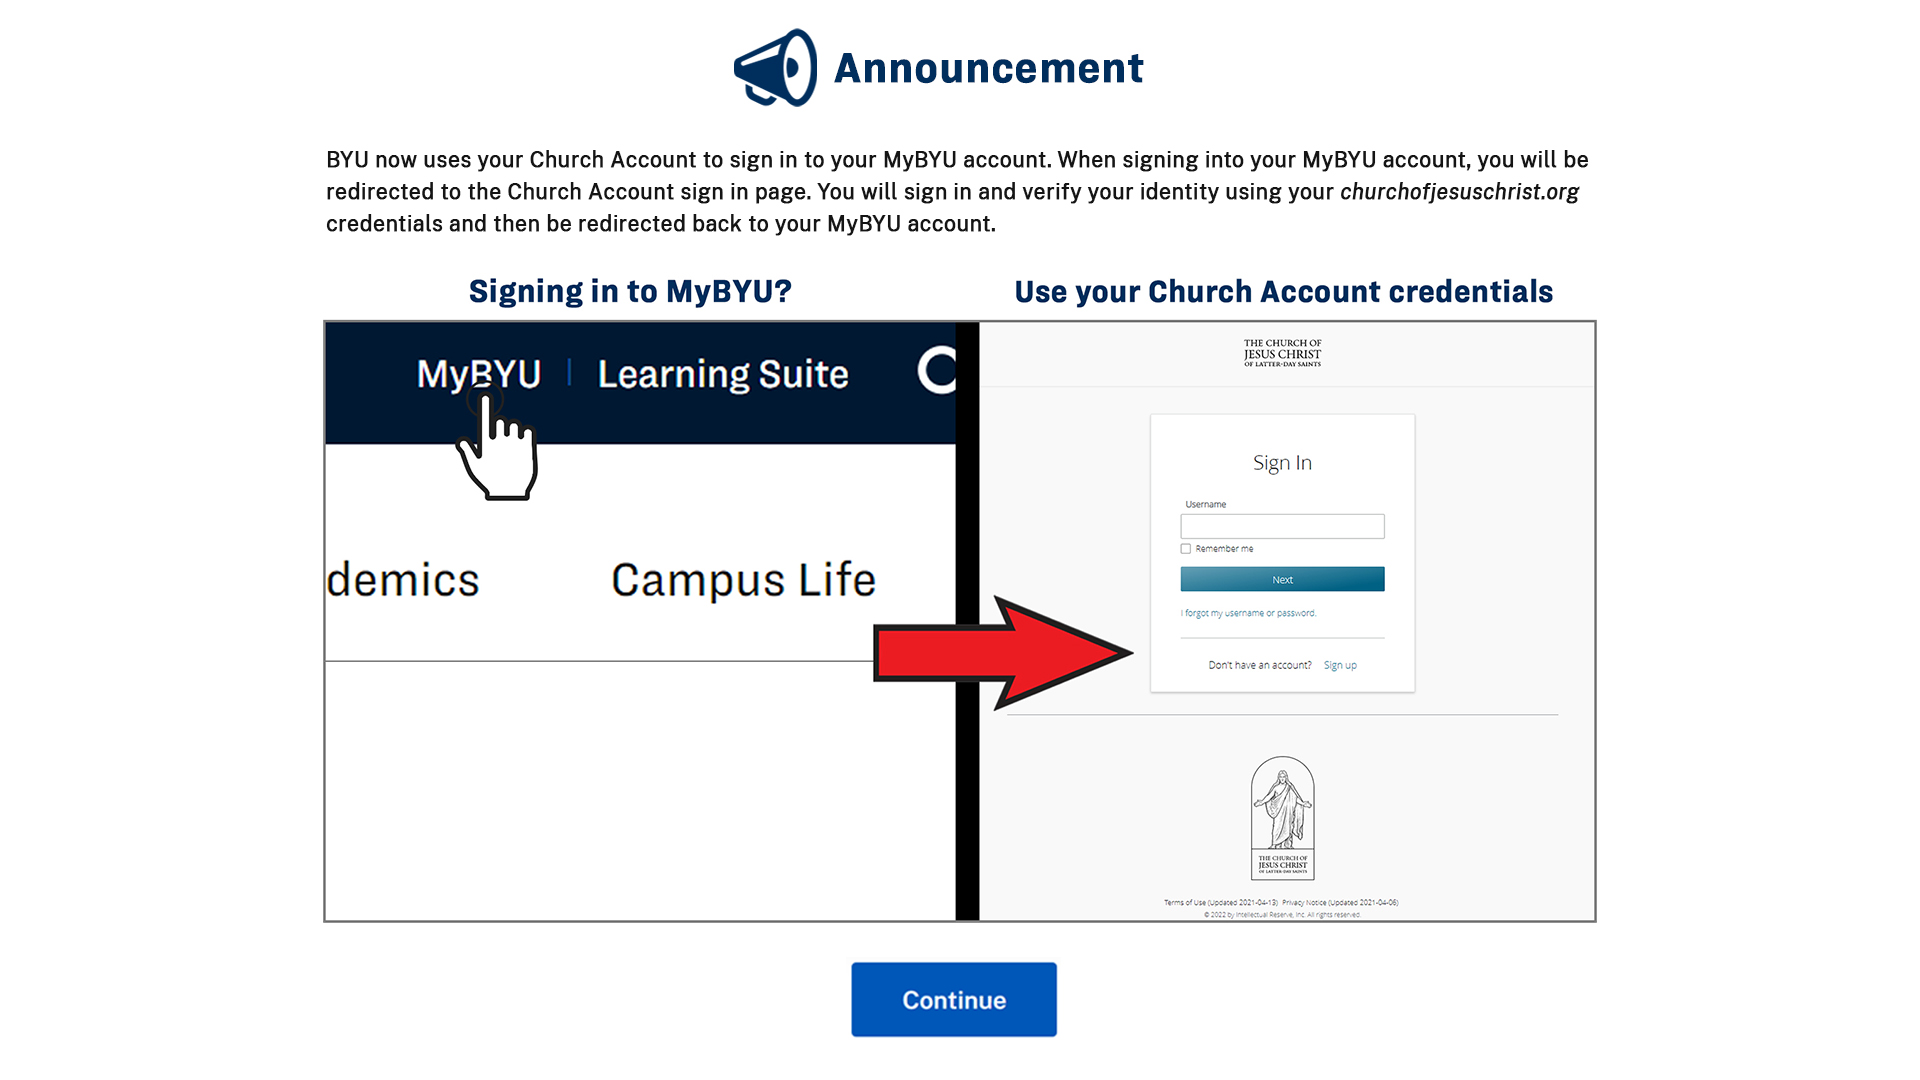 Announcement
BYU now uses your Church Account to sign in to your MyBYU account. When signing into your MyBYU account, you will be
redirected to the Church Account sign in page. You will sign in and verify your identity using your churchofjesuschrist.org
credentials and then be redirected back to your MyBYU account.
Signing in to MyBYU?
MyBYU | Learning Suite
demics Campus Life
Use your Church Account credentials
THE CHURCH OF
JESUS CHRIST
OF LATTER-DAY SAINTS
Sign In
Username
Remember me
Next
I forgot my username or password.
Don't have an account? Sign up
THE CHURCH OF
JESUS CHRIST
OF LATTER-DAY SAINTS
Terms of Use (Updated 2021-04-13) Privacy Notice (Updated 2021-04-06)
© 2022 by Intellectual Reserve, Inc. All rights reserved.
Continue